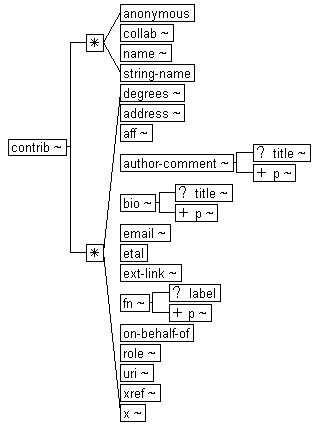 anonymous
collab ~
* name ~
string-name
degrees ~
address ~
aff ~
contrib ~
author-comment ~ ? title ~
+ p ~
bio ~ ? title ~
+ p ~
email ~
* etal
ext-link ~
fn ~ ? label
+ p ~
on-behalf-of
role ~
uri ~
xref ~
x ~